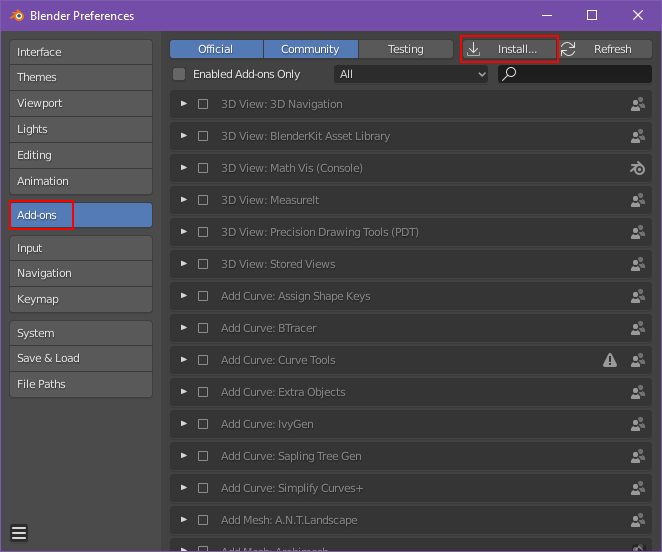 Blender Preferences
Interface
Themes
Viewport
Lights
Editing
Animation
Add-ons
Input
Navigation
Keymap
System
Save & Load
File Paths
Official Community Testing Install... Refresh
Enabled Add-ons Only All
3D View: 3D Navigation
3D View: BlenderKit Asset Library
3D View: Math Vis (Console)
3D View: MeasureIt
3D View: Precision Drawing Tools (PDT)
3D View: Stored Views
Add Curve: Assign Shape Keys
Add Curve: BTracer
Add Curve: Curve Tools
Add Curve: Extra Objects
Add Curve: IvyGen
Add Curve: Sapling Tree Gen
Add Curve: Simplify Curves+
Add Mesh: A.N.T.Landscape
Add Mesh: Archimesh